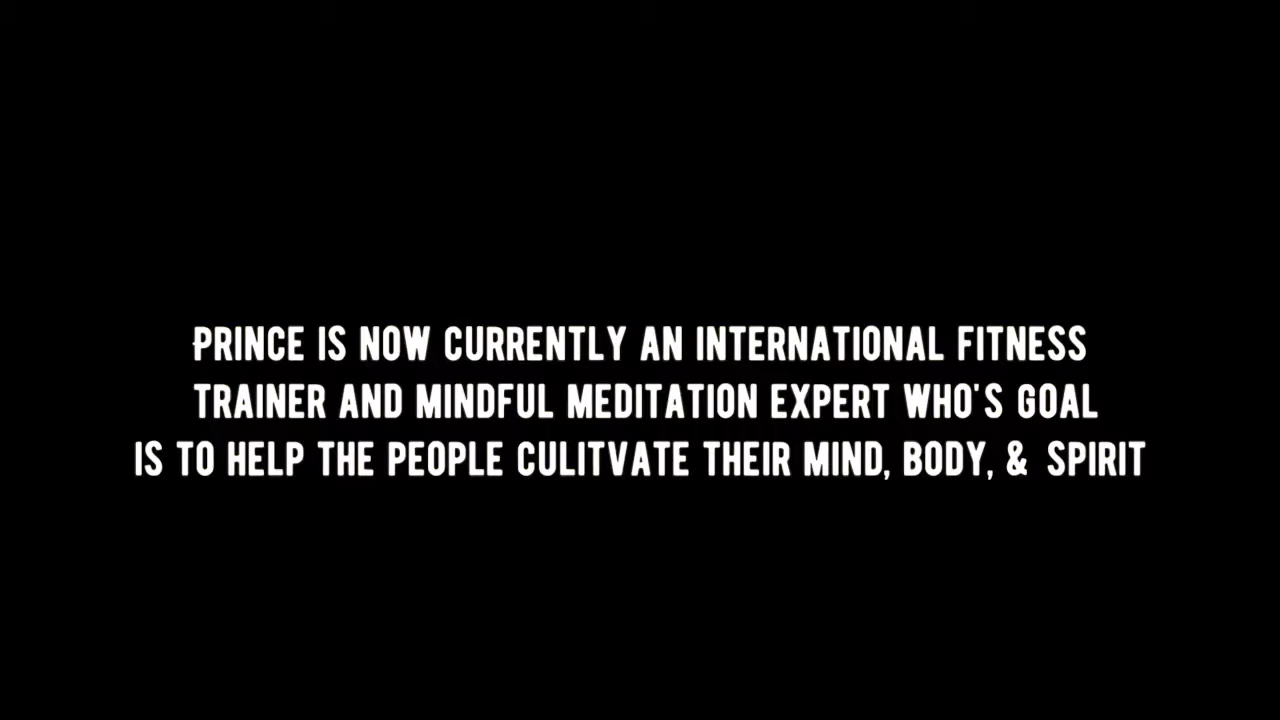 PRINCE IS NOW CURRENTLY AN INTERNATIONAL FITNESS
TRAINER AND MINDFUL MEDITATION EXPERT WHO'S GOAL
IS TO HELP THE PEOPLE CULITVATE THEIR MIND, BODY, & SPIRIT